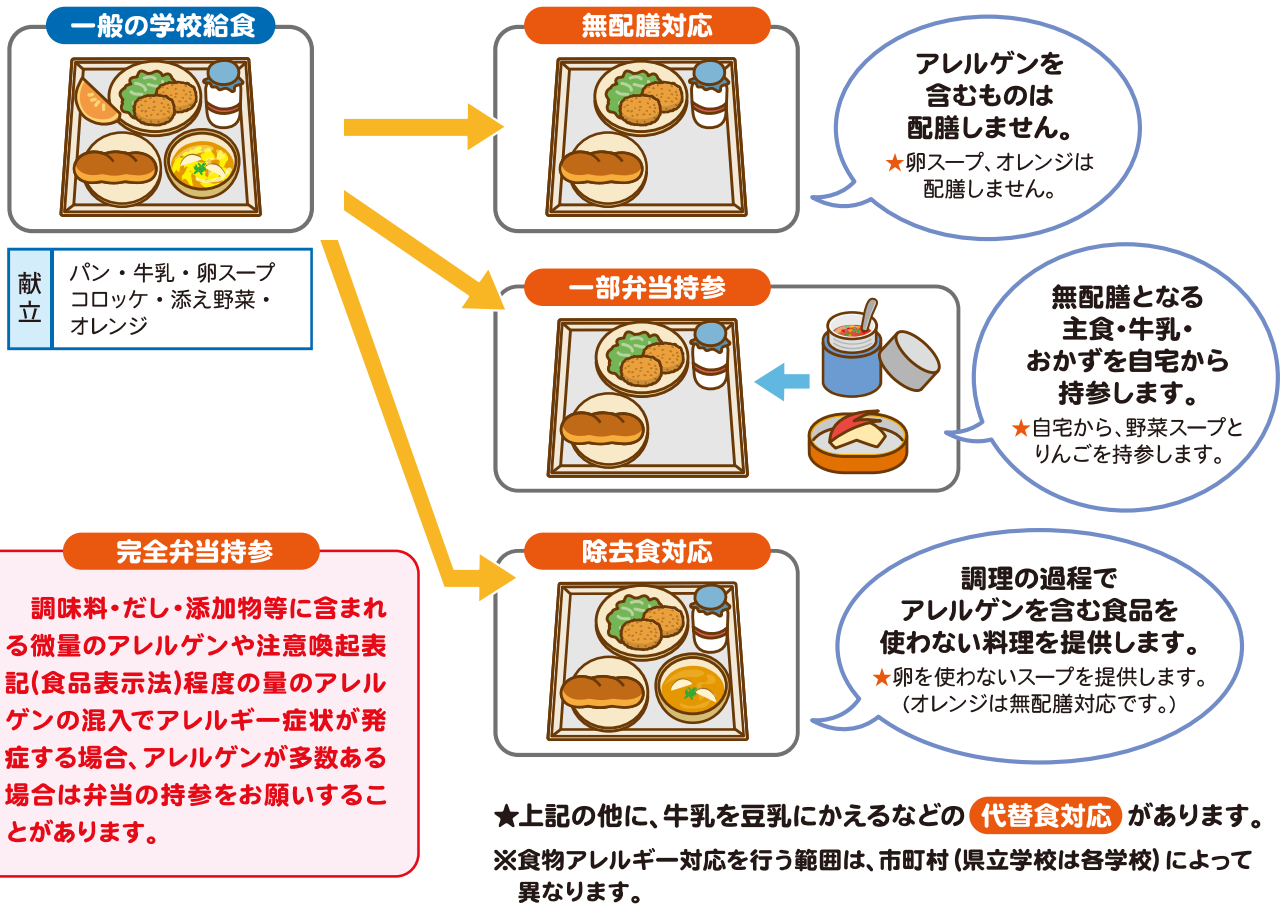 一般の学校給食
献立
パン・牛乳・卵スープ
コロッケ・添え野菜・
オレンジ
無配膳対応
アレルゲンを
含むものは
配膳しません。
★卵スープ、オレンジは
配膳しません。
一部弁当持参
無配膳となる
主食・牛乳・
おかずを自宅から
持参します。
★自宅から、野菜スープと
りんごを持参します。
除去食対応
調理の過程で
アレルゲンを含む食品を
使わない料理を提供します。
★卵を使わないスープを提供します。
(オレンジは無配膳対応です。)
完全弁当持参
調味料・だし・添加物等に含まれ
る微量のアレルゲンや注意喚起表
記(食品表示法)程度の量のアレル
ゲンの混入でアレルギー症状が発
症する場合、アレルゲンが多数ある
場合は弁当の持参をお願いするこ
とがあります。
★上記の他に、牛乳を豆乳にかえるなどの 代替食対応 があります。
※食物アレルギー対応を行う範囲は、市町村(県立学校は各学校)によって
異なります。